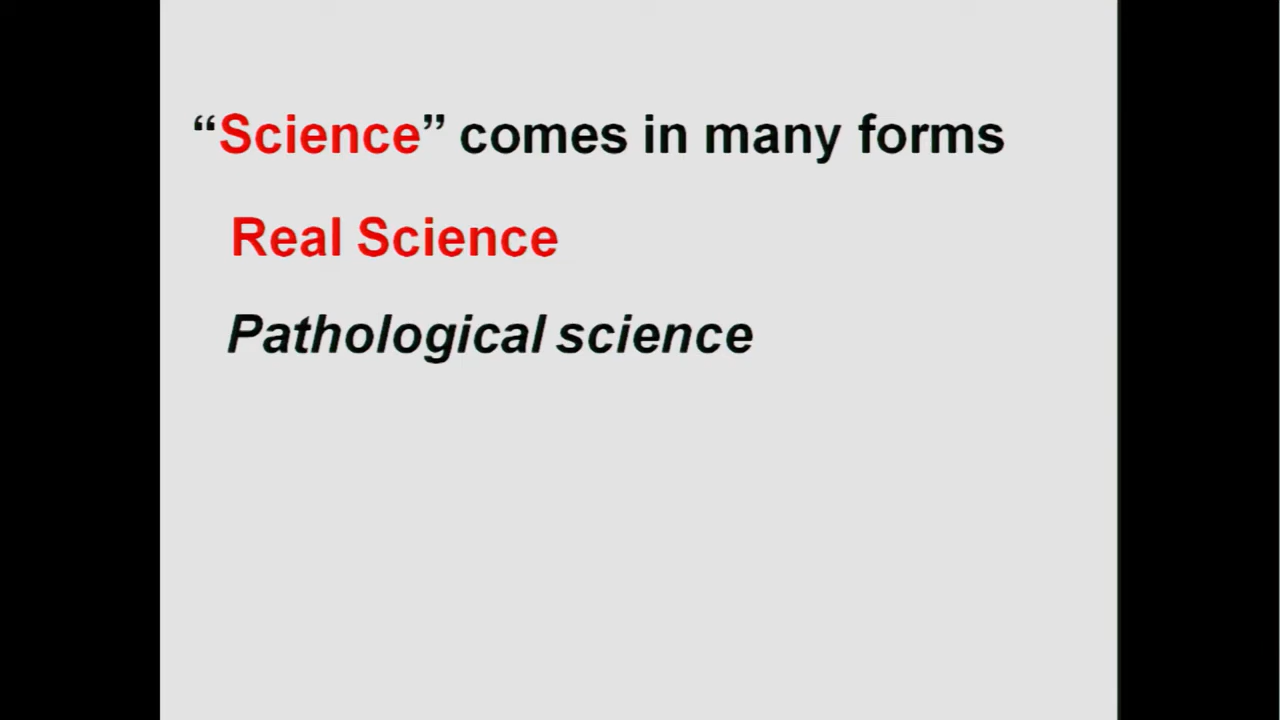 “Science” comes in many forms
Real Science
Pathological science